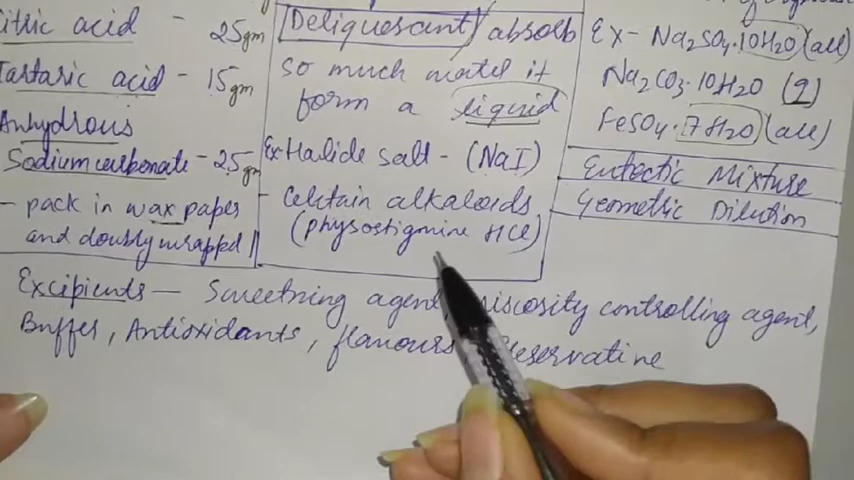 Citric acid - 25gm
Tartaric acid - 15gm
Anhydrous
Sodium carbonate - 25gm
- pack in wax paper
and doubly wrapped
Deliquescent absorb
so much water it
form a liquid
Ex Halide salt - (NaI)
- Certain alkaloids
(physostigmine HCl)
Ex - Na2SO4.10H2O (all)
Na2CO3.10H2O (9)
FeSO4.7H2O (all)
Eutectic Mixture
Geometric Dilution
Excipients - Sweetning agent, viscosity controlling agent,
Buffer, Antioxidants, flavours, Preservative